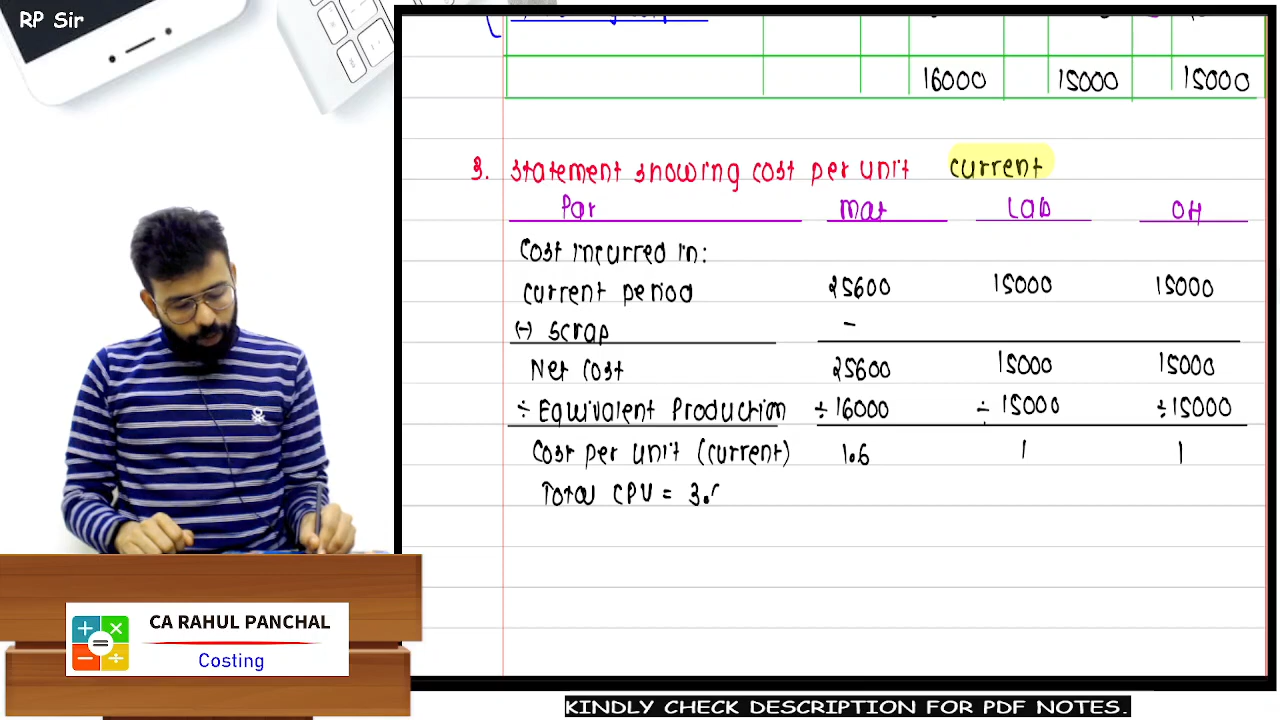 RP Sir
16000 15000 15000
3. Statement showing cost per unit current
Par Mat Lab OH
Cost incurred in:
Current period 25600 15000 15000
(-) Scrap -
Net Cost 25600 15000 15000
÷ Equivalent Production ÷16000 ÷15000 ÷15000
Cost per unit (current) 1.6 1 1
Total CPU = 3.
CA RAHUL PANCHAL
Costing
KINDLY CHECK DESCRIPTION FOR PDF NOTES.